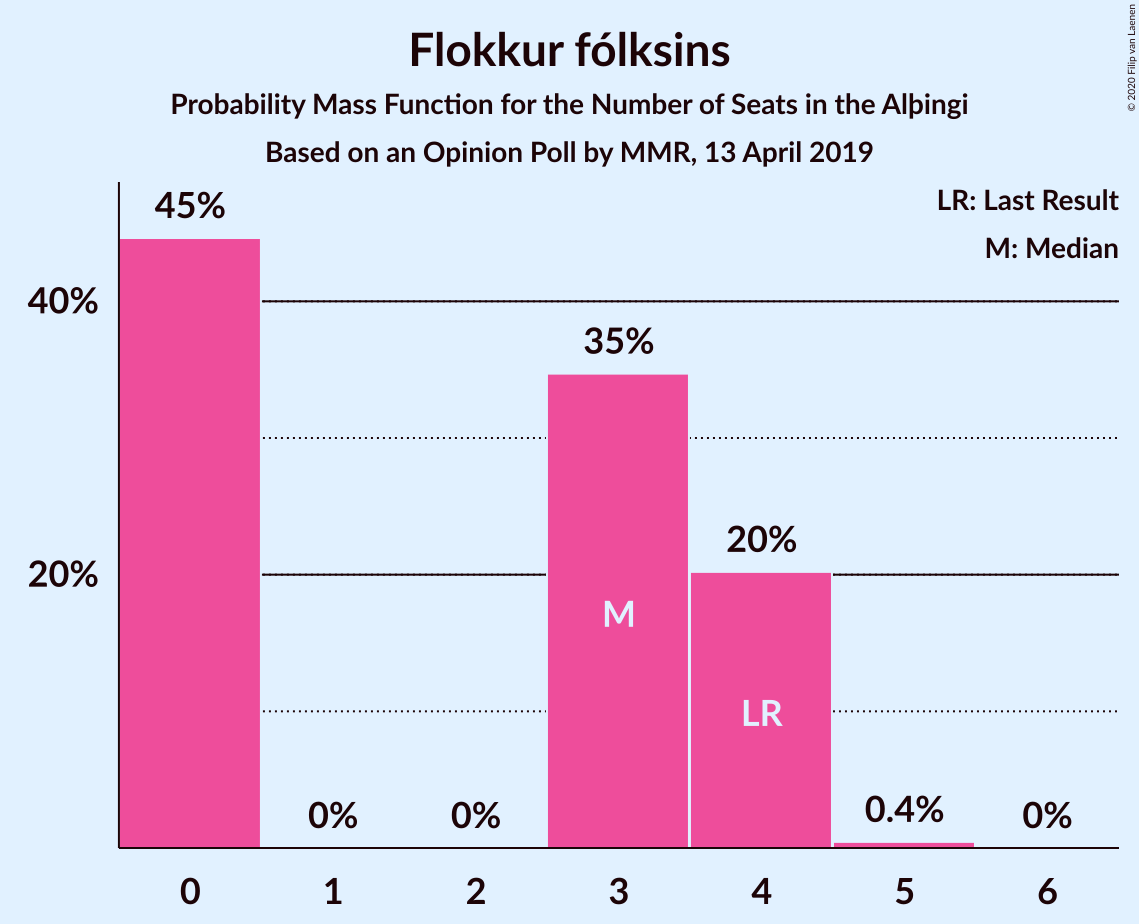 Flokkur fólksins
Probability Mass Function for the Number of Seats in the Alþingi
Based on an Opinion Poll by MMR, 13 April 2019
© 2020 Filip van Laenen
LR: Last Result
M: Median
45%
40%
35%
20%
20%
M
LR
0%
0%
0.4%
0%
0
1
2
3
4
5
6